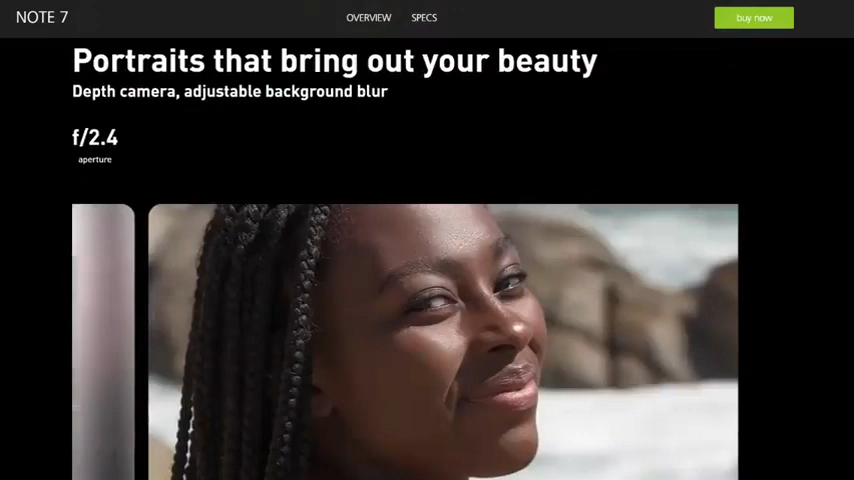 NOTE 7
OVERVIEW
SPECS
buy now
Portraits that bring out your beauty
Depth camera, adjustable background blur
f/2.4
aperture